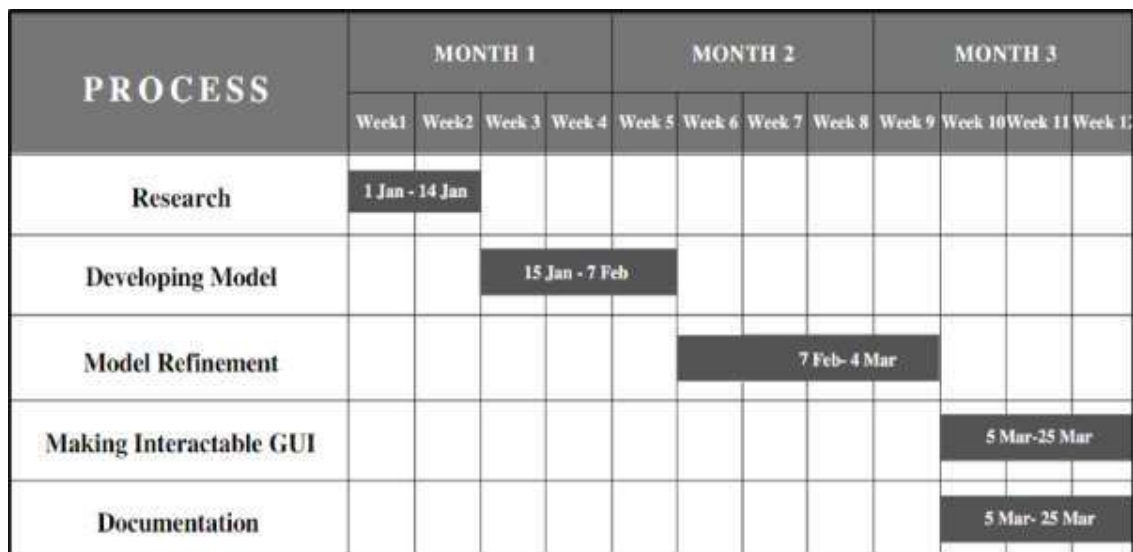 PROCESS
MONTH 1 MONTH 2 MONTH 3
Week1 Week2 Week 3 Week 4 Week 5 Week 6 Week 7 Week 8 Week 9 Week 10 Week 11 Week 12
Research
1 Jan - 14 Jan
Developing Model
15 Jan - 7 Feb
Model Refinement
7 Feb- 4 Mar
Making Interactable GUI
5 Mar-25 Mar
Documentation
5 Mar- 25 Mar